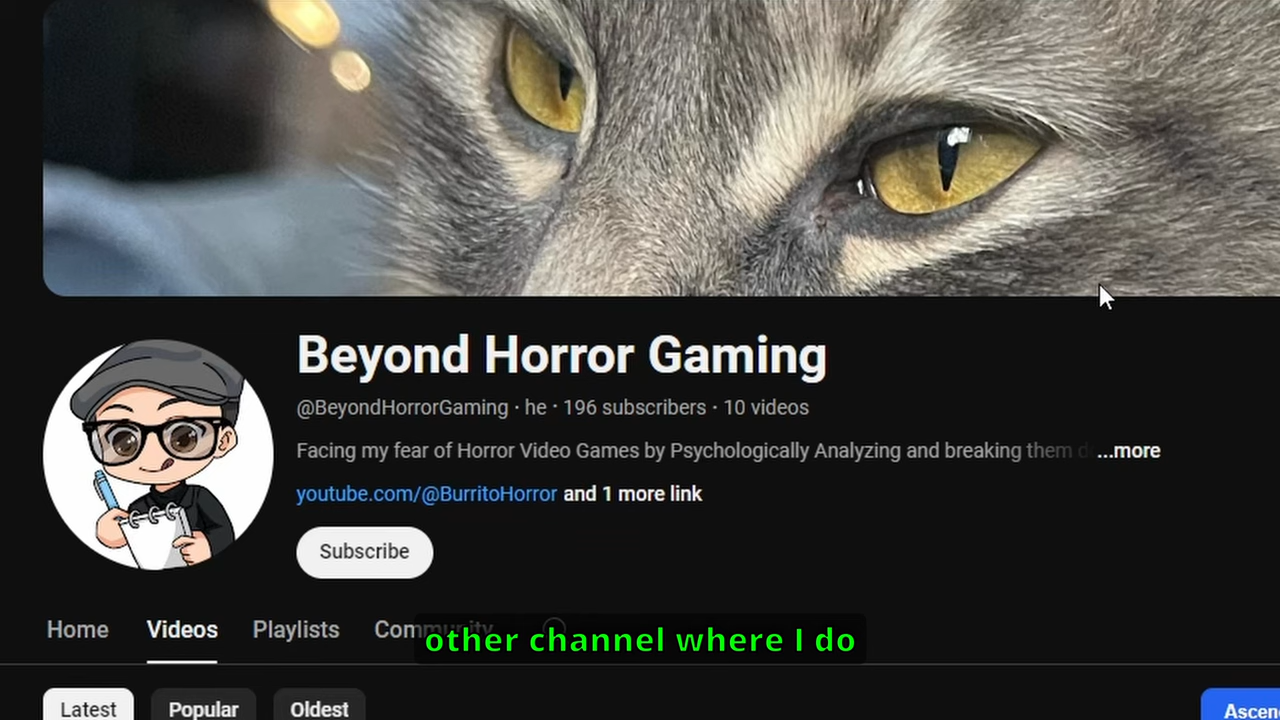 Beyond Horror Gaming
@BeyondHorrorGaming · he · 196 subscribers · 10 videos
Facing my fear of Horror Video Games by Psychologically Analyzing and breaking them ...more
youtube.com/@BurritoHorror and 1 more link
Subscribe
Home Videos Playlists Community
other channel where I do
Latest Popular Oldest